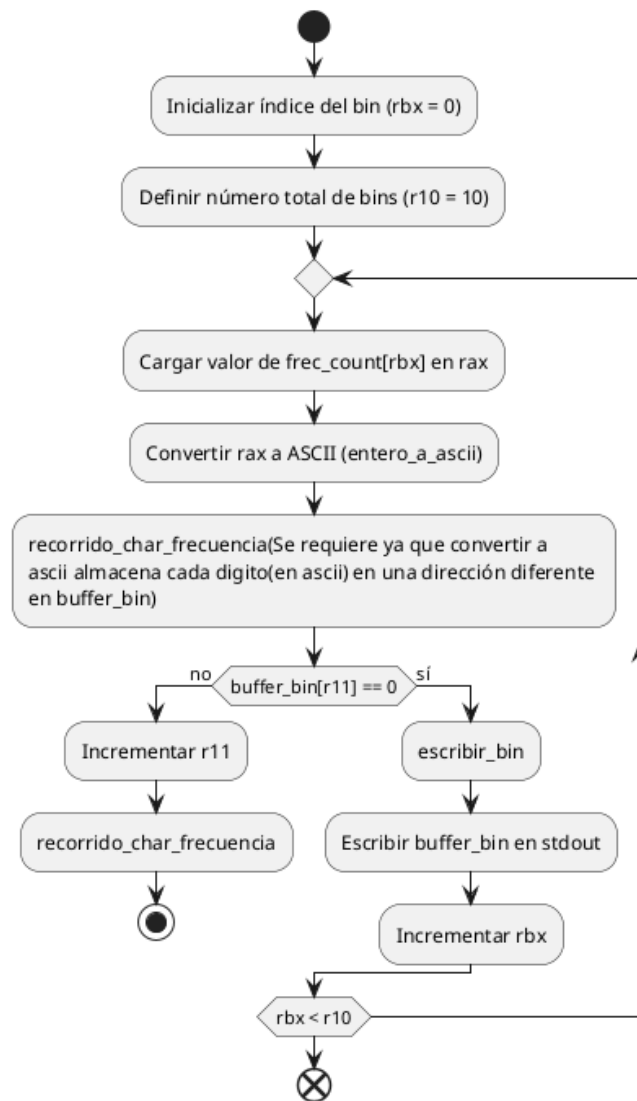 Inicializar índice del bin (rbx = 0)
Definir número total de bins (r10 = 10)
Cargar valor de frec_count[rbx] en rax
Convertir rax a ASCII (entero_a_ascii)
recorrido_char_frecuencia(Se requiere ya que convertir a
ascii almacena cada digito(en ascii) en una dirección diferente
en buffer_bin)
no
buffer_bin[r11] == 0
sí
Incrementar r11
recorrido_char_frecuencia
escribir_bin
Escribir buffer_bin en stdout
Incrementar rbx
rbx < r10